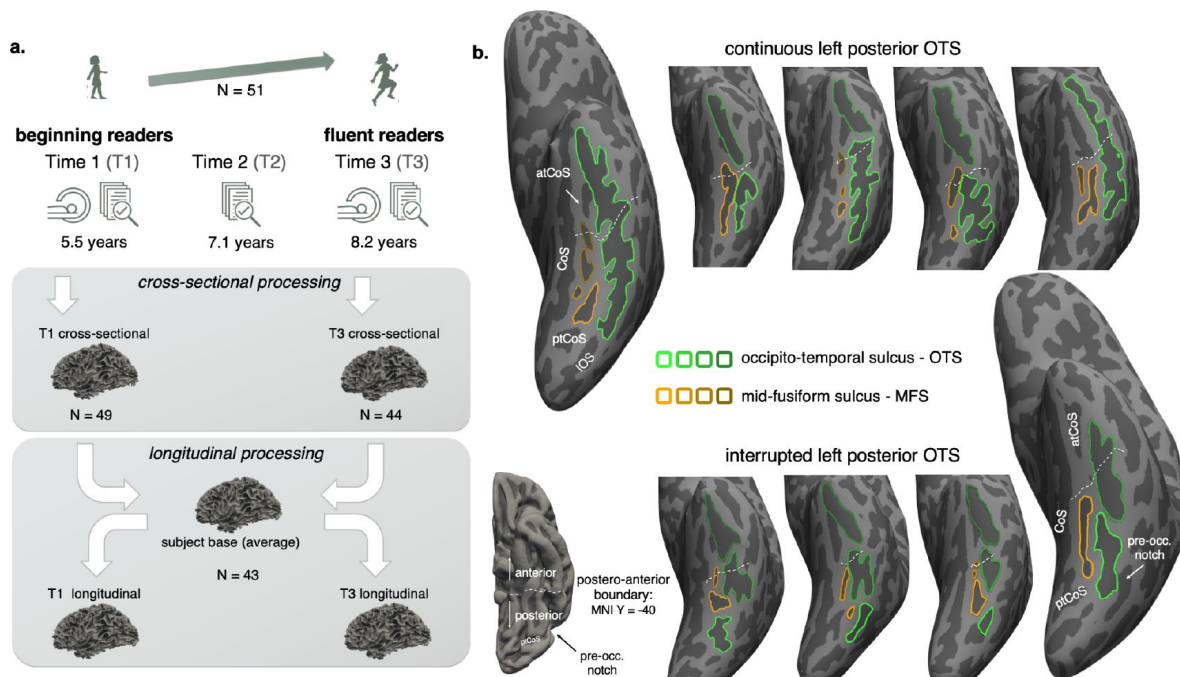 a.
N = 51
beginning readers
fluent readers
Time 1 (T1)
Time 2 (T2)
Time 3 (T3)
5.5 years
7.1 years
8.2 years
cross-sectional processing
T1 cross-sectional
T3 cross-sectional
N = 49
N = 44
longitudinal processing
subject base (average)
N = 43
T1 longitudinal
T3 longitudinal
b.
continuous left posterior OTS
atCoS
CoS
ptCoS
IOS
occipito-temporal sulcus - OTS
mid-fusiform sulcus - MFS
interrupted left posterior OTS
anterior
posterior
ptCoS
postero-anterior
boundary:
MNI Y = -40
pre-occ.
notch
atCoS
CoS
ptCoS
pre-occ.
notch